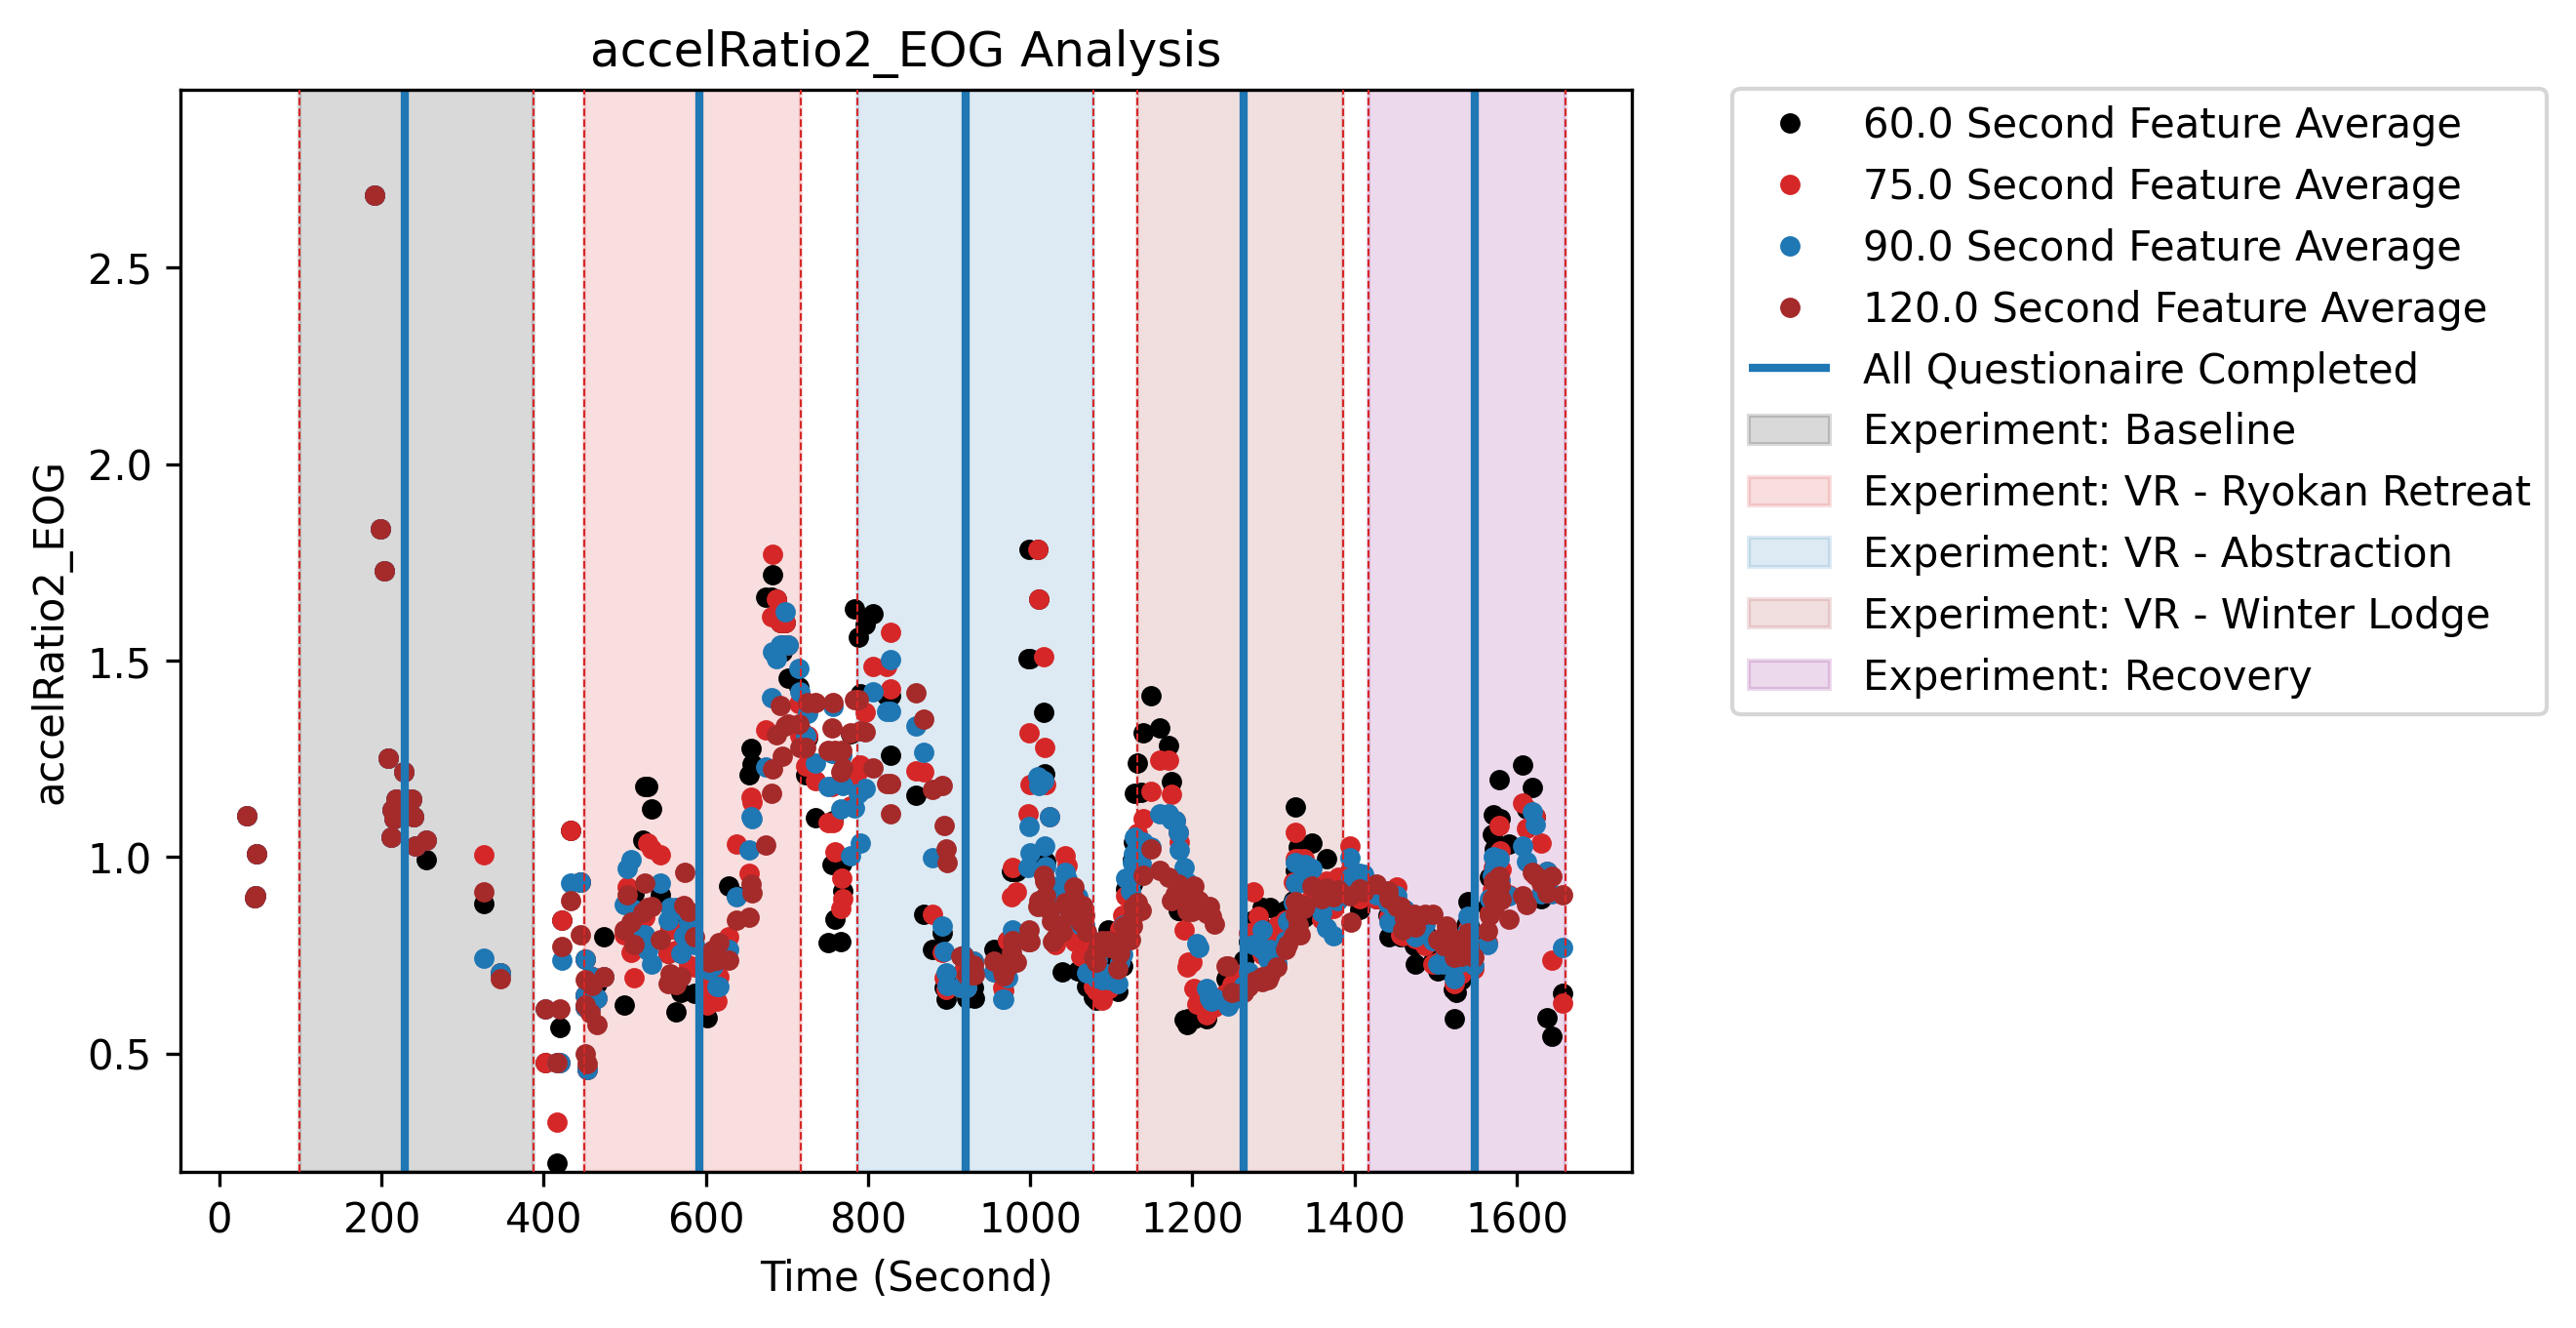 accelRatio2_EOG Analysis
accelRatio2_EOG
2.5
2.0
1.5
1.0
0.5
0 200 400 600 800 1000 1200 1400 1600
Time (Second)
60.0 Second Feature Average
75.0 Second Feature Average
90.0 Second Feature Average
120.0 Second Feature Average
All Questionaire Completed
Experiment: Baseline
Experiment: VR - Ryokan Retreat
Experiment: VR - Abstraction
Experiment: VR - Winter Lodge
Experiment: Recovery